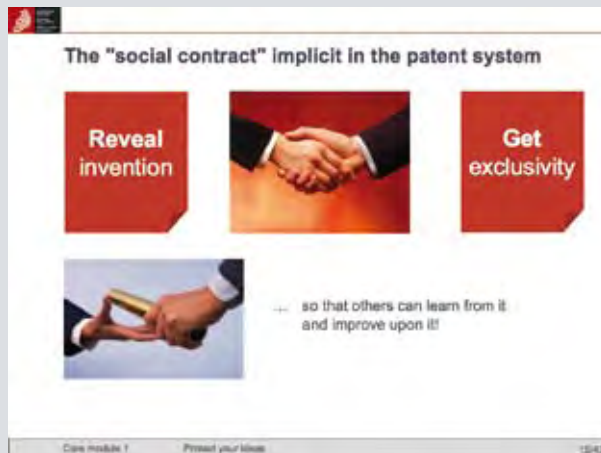 The "social contract" implicit in the patent system
Reveal
invention
Get
exclusivity
... so that others can learn from it
and improve upon it!
Core module 1 Protect your ideas